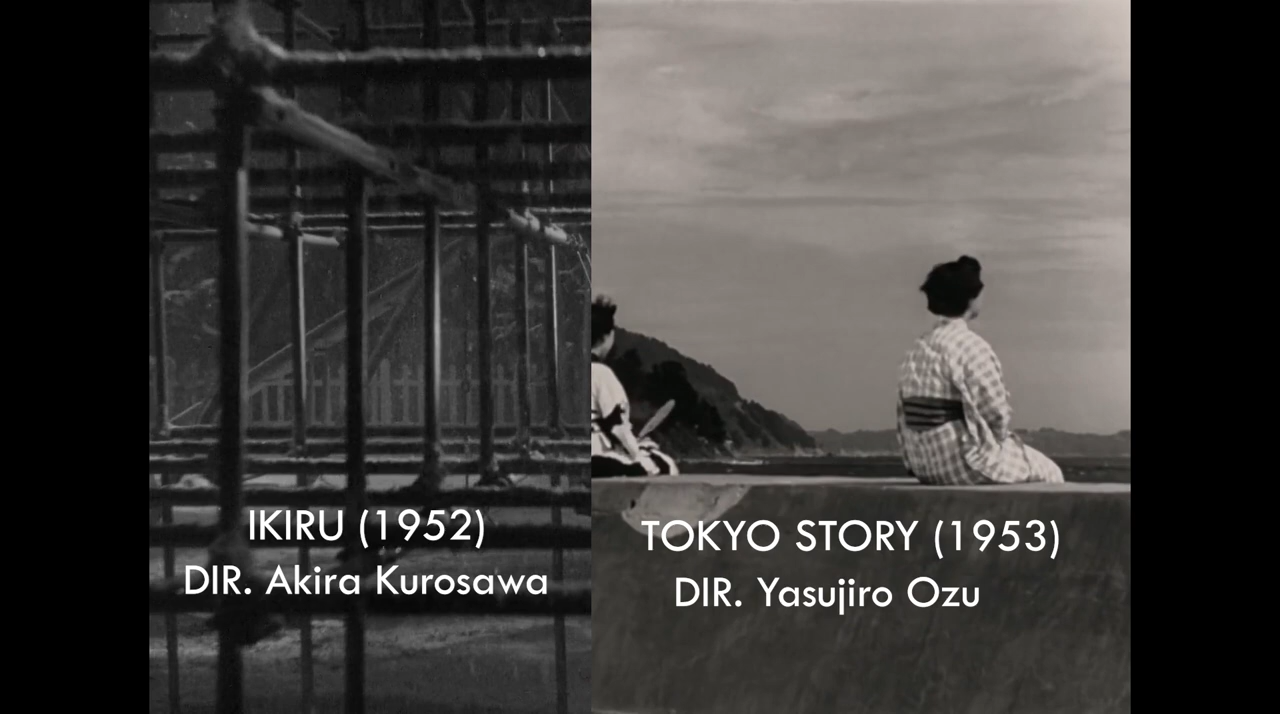 IKIRU (1952)
DIR. Akira Kurosawa
TOKYO STORY (1953)
DIR. Yasujiro Ozu